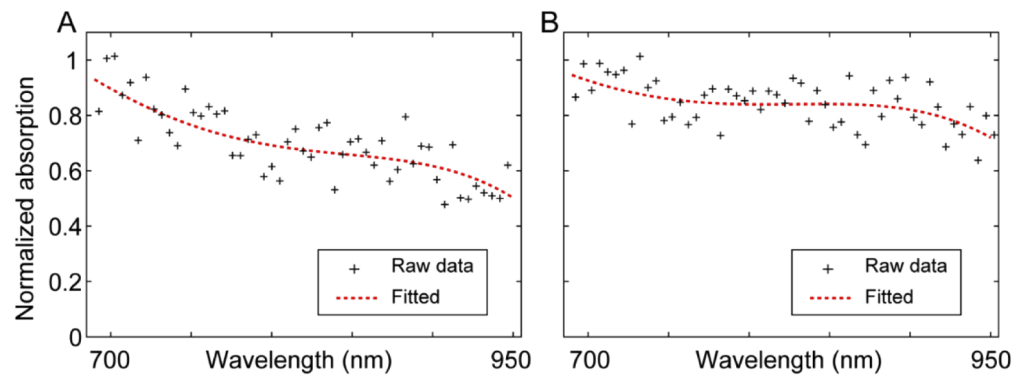 A
B
Normalized absorption
1
0.8
0.6
0.4
0.2
0
Raw data
Fitted
Raw data
Fitted
700 Wavelength (nm) 950
700 Wavelength (nm) 950